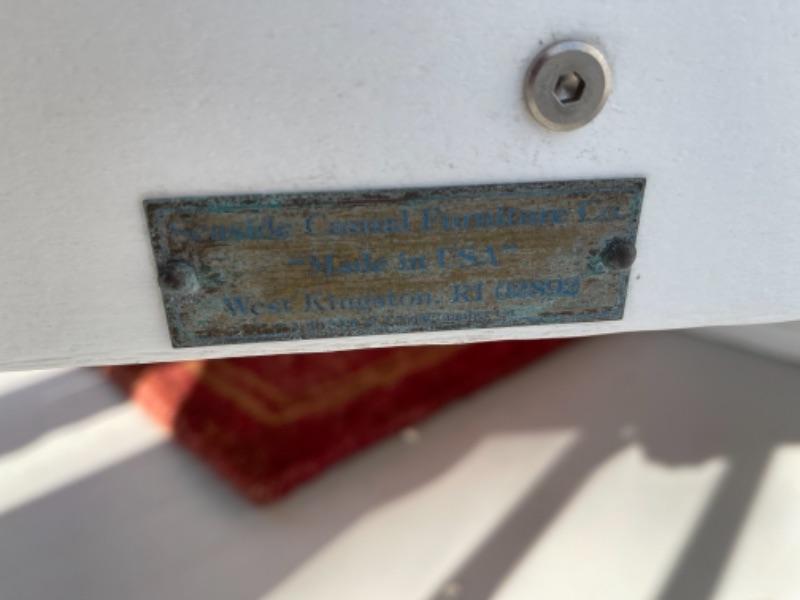 Seaside Casual Furniture Co.
"Made in USA"
West Kingston, RI 02892